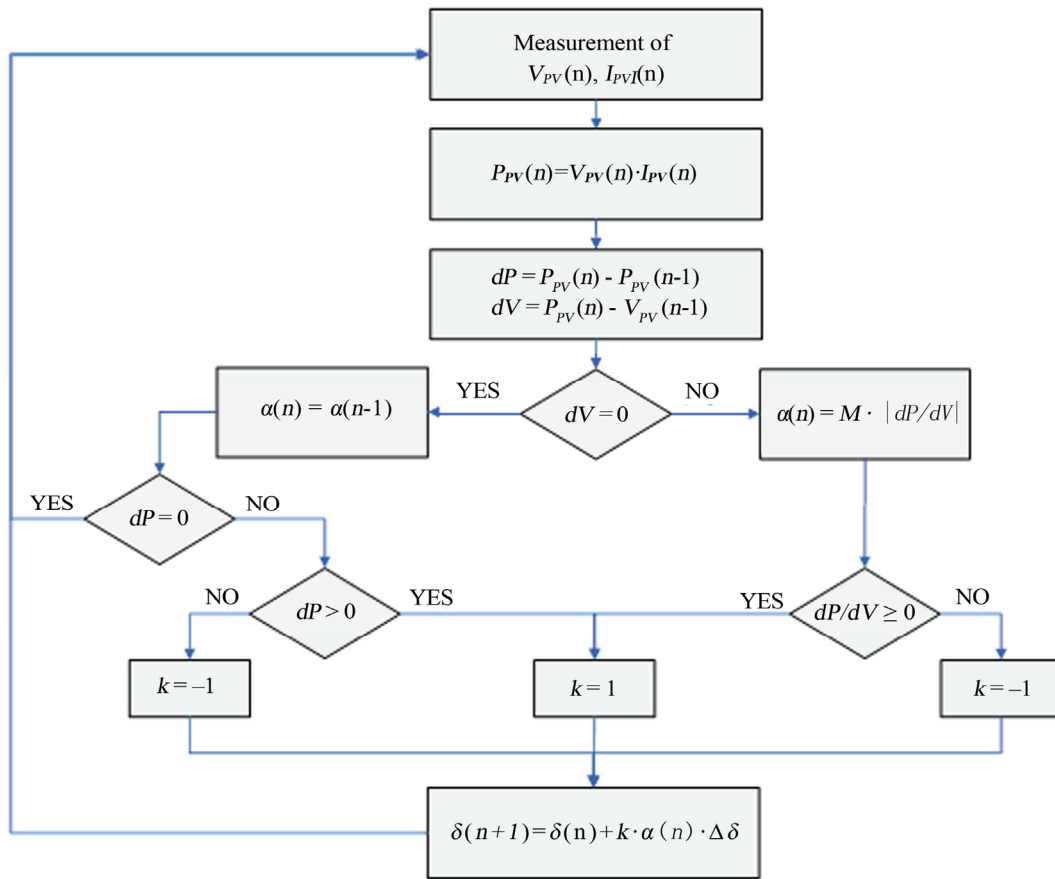 Measurement of
V_PV(n), I_PVI(n)
P_PV(n)=V_PV(n)·I_PV(n)
dP = P_PV(n) - P_PV(n-1)
dV = P_PV(n) - V_PV(n-1)
YES
NO
α(n) = α(n-1)
dV = 0
α(n) = M · |dP/dV|
YES
NO
dP = 0
NO
YES
YES
NO
dP > 0
dP/dV ≥ 0
k = –1
k = 1
k = –1
δ(n+1)=δ(n)+k·α(n)·Δδ